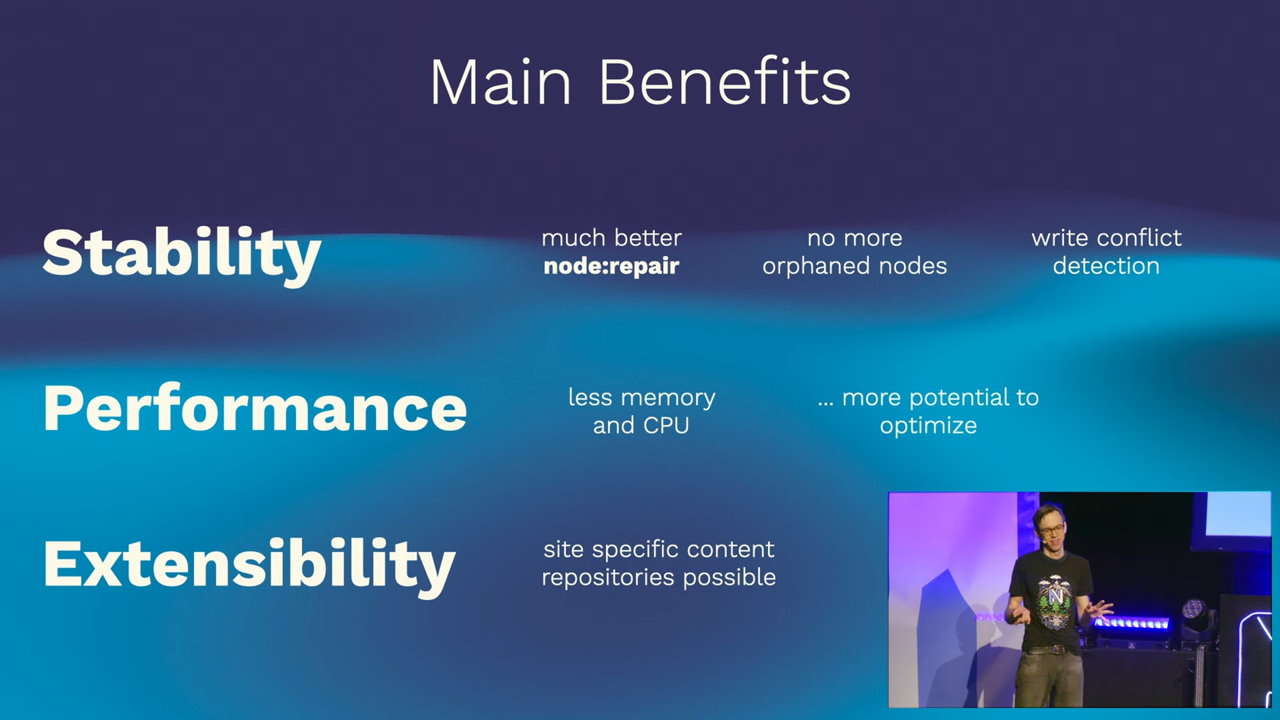 Main Benefits
Stability
much better
node:repair
no more
orphaned nodes
write conflict
detection
Performance
less memory
and CPU
... more potential to
optimize
Extensibility
site specific content
repositories possible
N